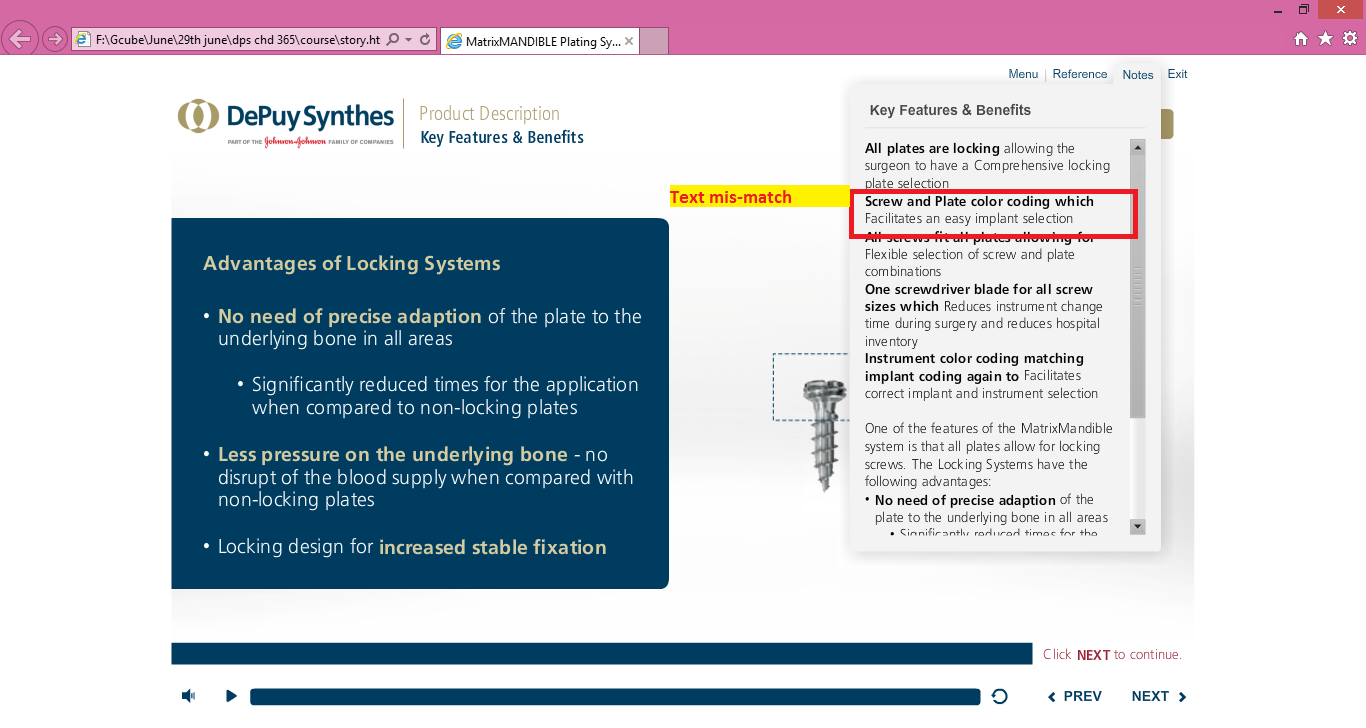 F:\Gcube\June\29th june\dps chd 365\course\story.ht
MatrixMANDIBLE Plating Sy...
Menu | Reference | Notes | Exit
DePuy Synthes
PART OF THE Johnson-Johnson FAMILY OF COMPANIES
Product Description
Key Features & Benefits
Key Features & Benefits
All plates are locking allowing the
surgeon to have a Comprehensive locking
plate selection
Text mis-match
Screw and Plate color coding which
Facilitates an easy implant selection
All screws fit all plates allowing for
Flexible selection of screw and plate
combinations
One screwdriver blade for all screw
sizes which Reduces instrument change
time during surgery and reduces hospital
inventory
Instrument color coding matching
implant coding again to Facilitates
correct implant and instrument selection
One of the features of the MatrixMandible
system is that all plates allow for locking
screws. The Locking Systems have the
following advantages:
• No need of precise adaption of the
plate to the underlying bone in all areas
• Significantly reduced times for the
Advantages of Locking Systems
• No need of precise adaption of the plate to the
underlying bone in all areas
• Significantly reduced times for the application
when compared to non-locking plates
• Less pressure on the underlying bone - no
disrupt of the blood supply when compared with
non-locking plates
• Locking design for increased stable fixation
Click NEXT to continue.
PREV
NEXT